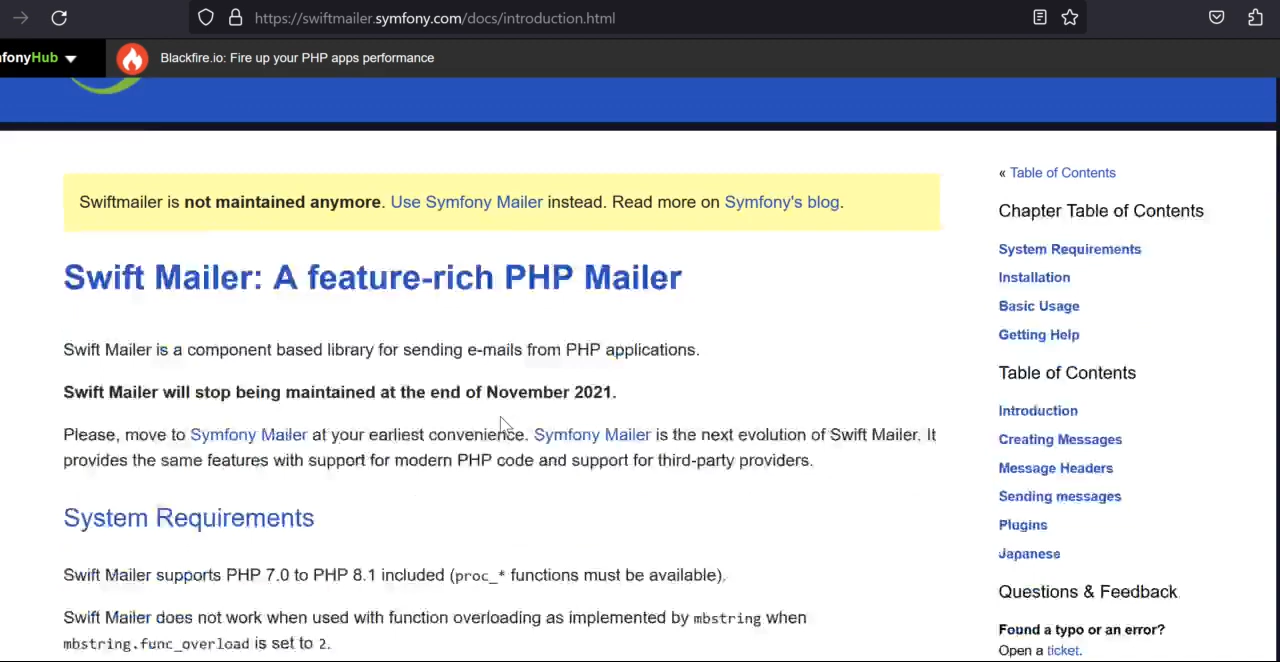 https://swiftmailer.symfony.com/docs/introduction.html
fonyHub
Blackfire.io: Fire up your PHP apps performance
Swiftmailer is not maintained anymore. Use Symfony Mailer instead. Read more on Symfony's blog.
Swift Mailer: A feature-rich PHP Mailer
Swift Mailer is a component based library for sending e-mails from PHP applications.
Swift Mailer will stop being maintained at the end of November 2021.
Please, move to Symfony Mailer at your earliest convenience. Symfony Mailer is the next evolution of Swift Mailer. It
provides the same features with support for modern PHP code and support for third-party providers.
System Requirements
Swift Mailer supports PHP 7.0 to PHP 8.1 included (proc_* functions must be available).
Swift Mailer does not work when used with function overloading as implemented by mbstring when
mbstring.func_overload is set to 2.
« Table of Contents
Chapter Table of Contents
System Requirements
Installation
Basic Usage
Getting Help
Table of Contents
Introduction
Creating Messages
Message Headers
Sending messages
Plugins
Japanese
Questions & Feedback
Found a typo or an error?
Open a ticket.